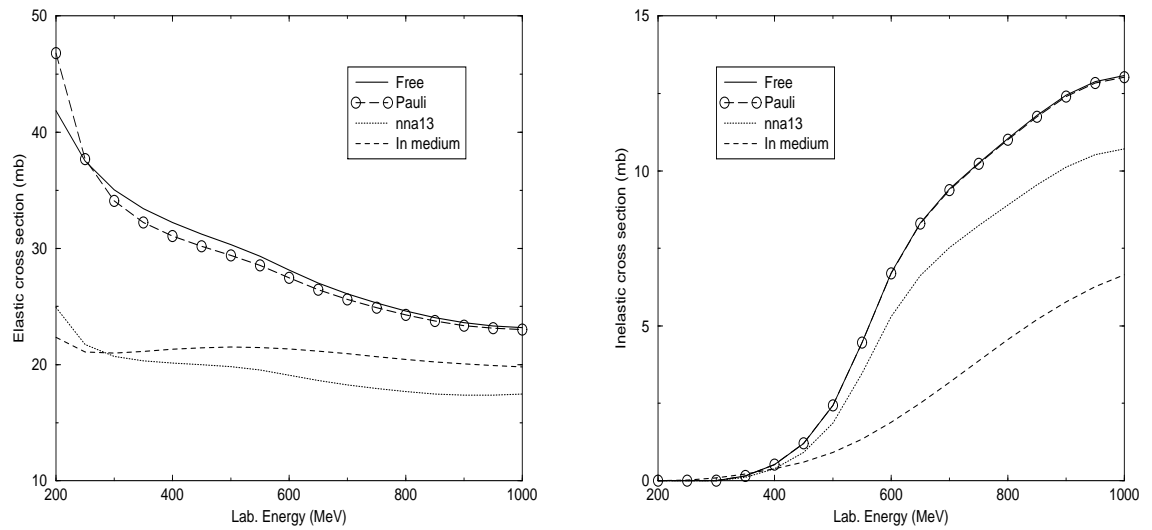 50
40
30
20
10
Elastic cross section (mb)
Free
Pauli
nna13
In medium
200
400
600
800
1000
Lab. Energy (MeV)
15
10
5
0
Inelastic cross section (mb)
Free
Pauli
nna13
In medium
200
400
600
800
1000
Lab. Energy (MeV)